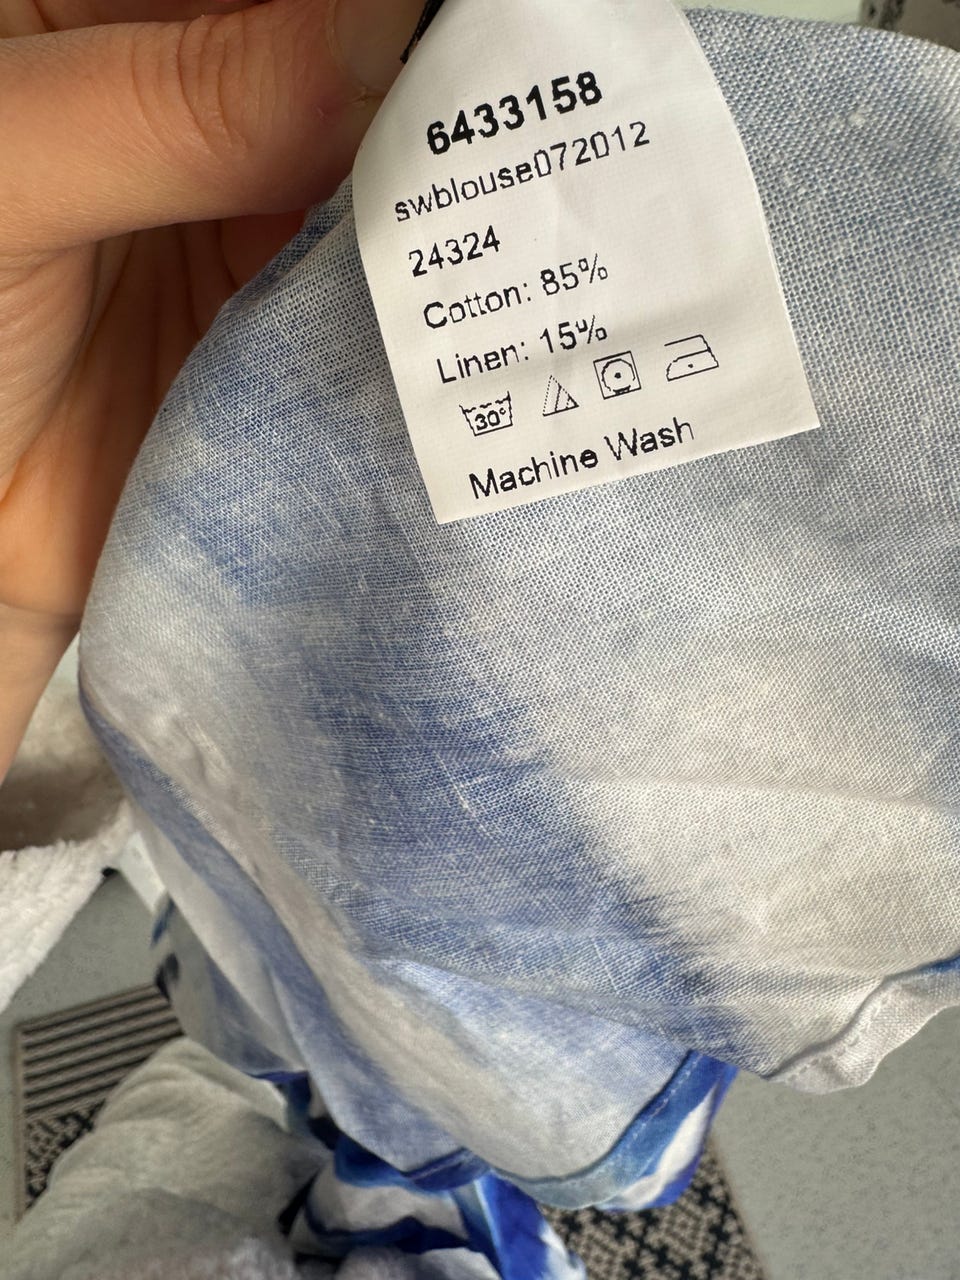 6433158
swblouse072012
24324
Cotton: 85%
Linen: 15%
30°
Machine Wash